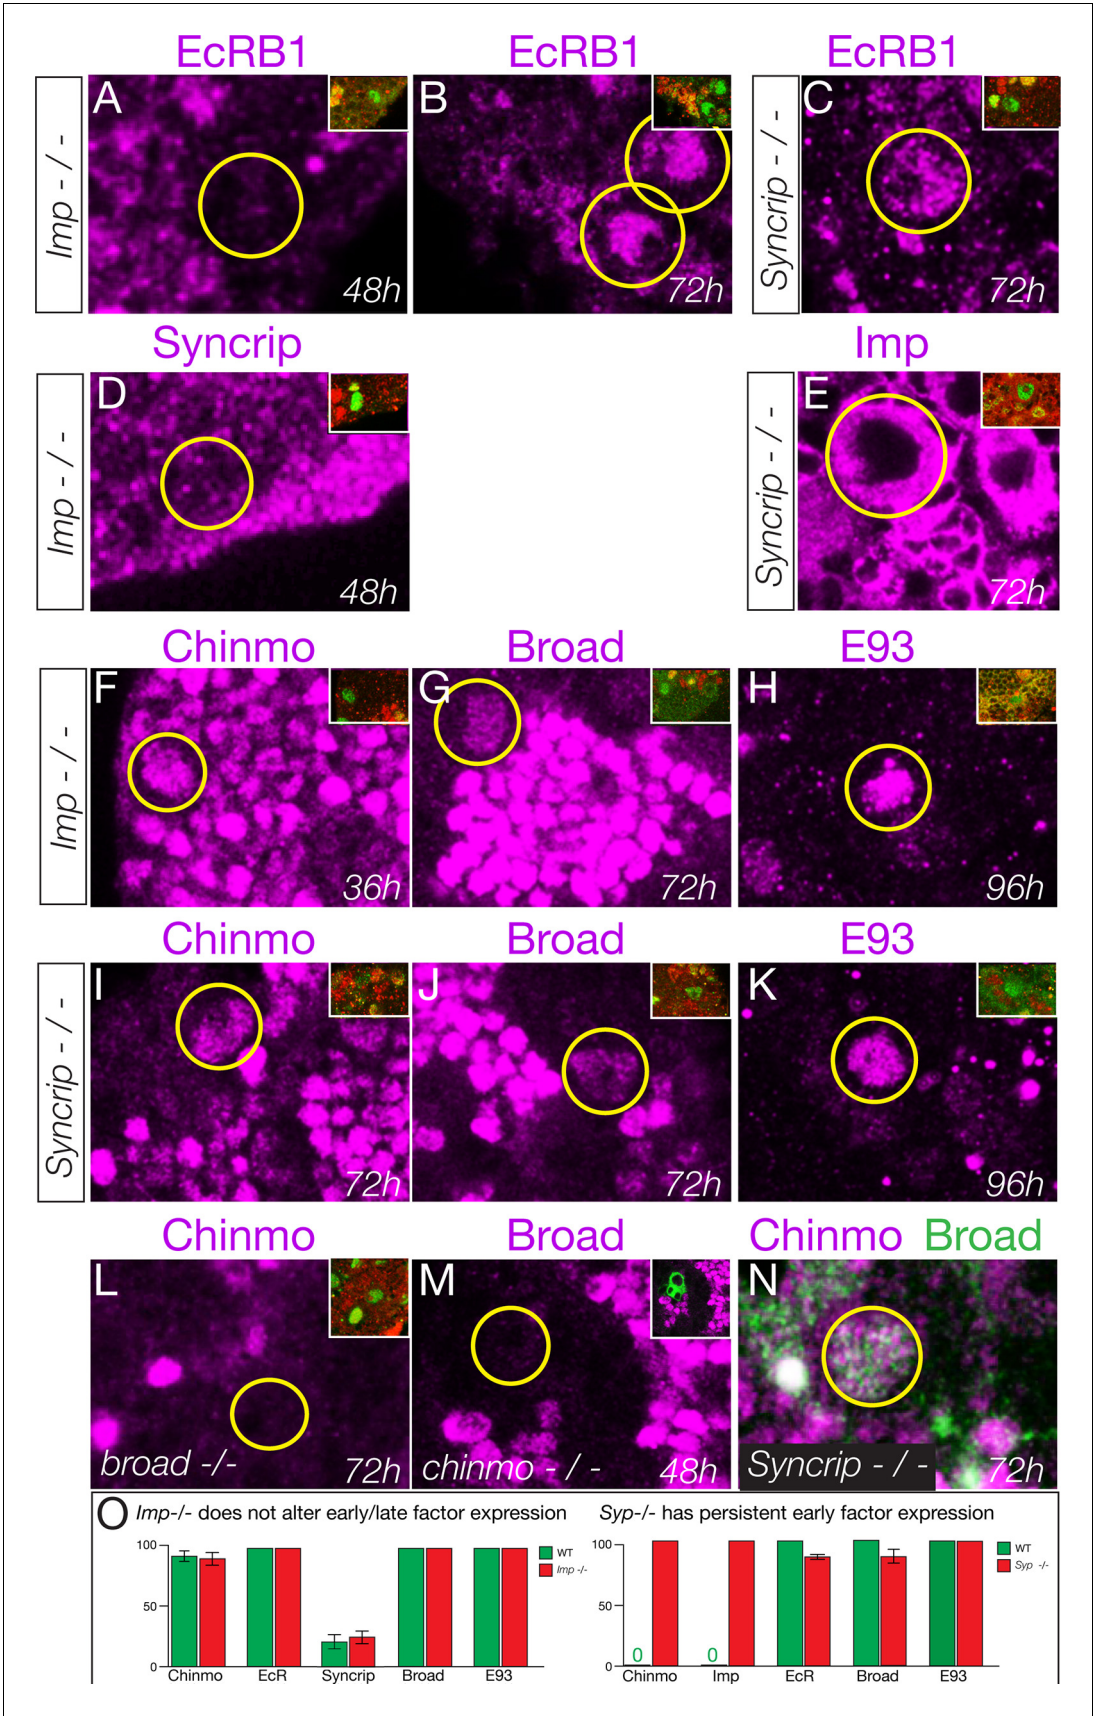 EcRB1 EcRB1 EcRB1
Imp - / -
A
48h
B
72h
Syncrip - / -
C
72h
Syncrip Imp
Imp - / -
D
48h
Syncrip - / -
E
72h
Chinmo Broad E93
Imp - / -
F
36h
G
72h
H
96h
Chinmo Broad E93
Syncrip - / -
I
72h
J
72h
K
96h
Chinmo Broad Chinmo Broad
L
broad -/- 72h
M
chinmo - / - 48h
N
Syncrip - / - 72h
O Imp-/- does not alter early/late factor expression
100
50
0
WT
Imp -/-
Chinmo EcR Syncrip Broad E93
Syp-/- has persistent early factor expression
100
50
0
0 0
WT
Syp -/-
Chinmo Imp EcR Broad E93